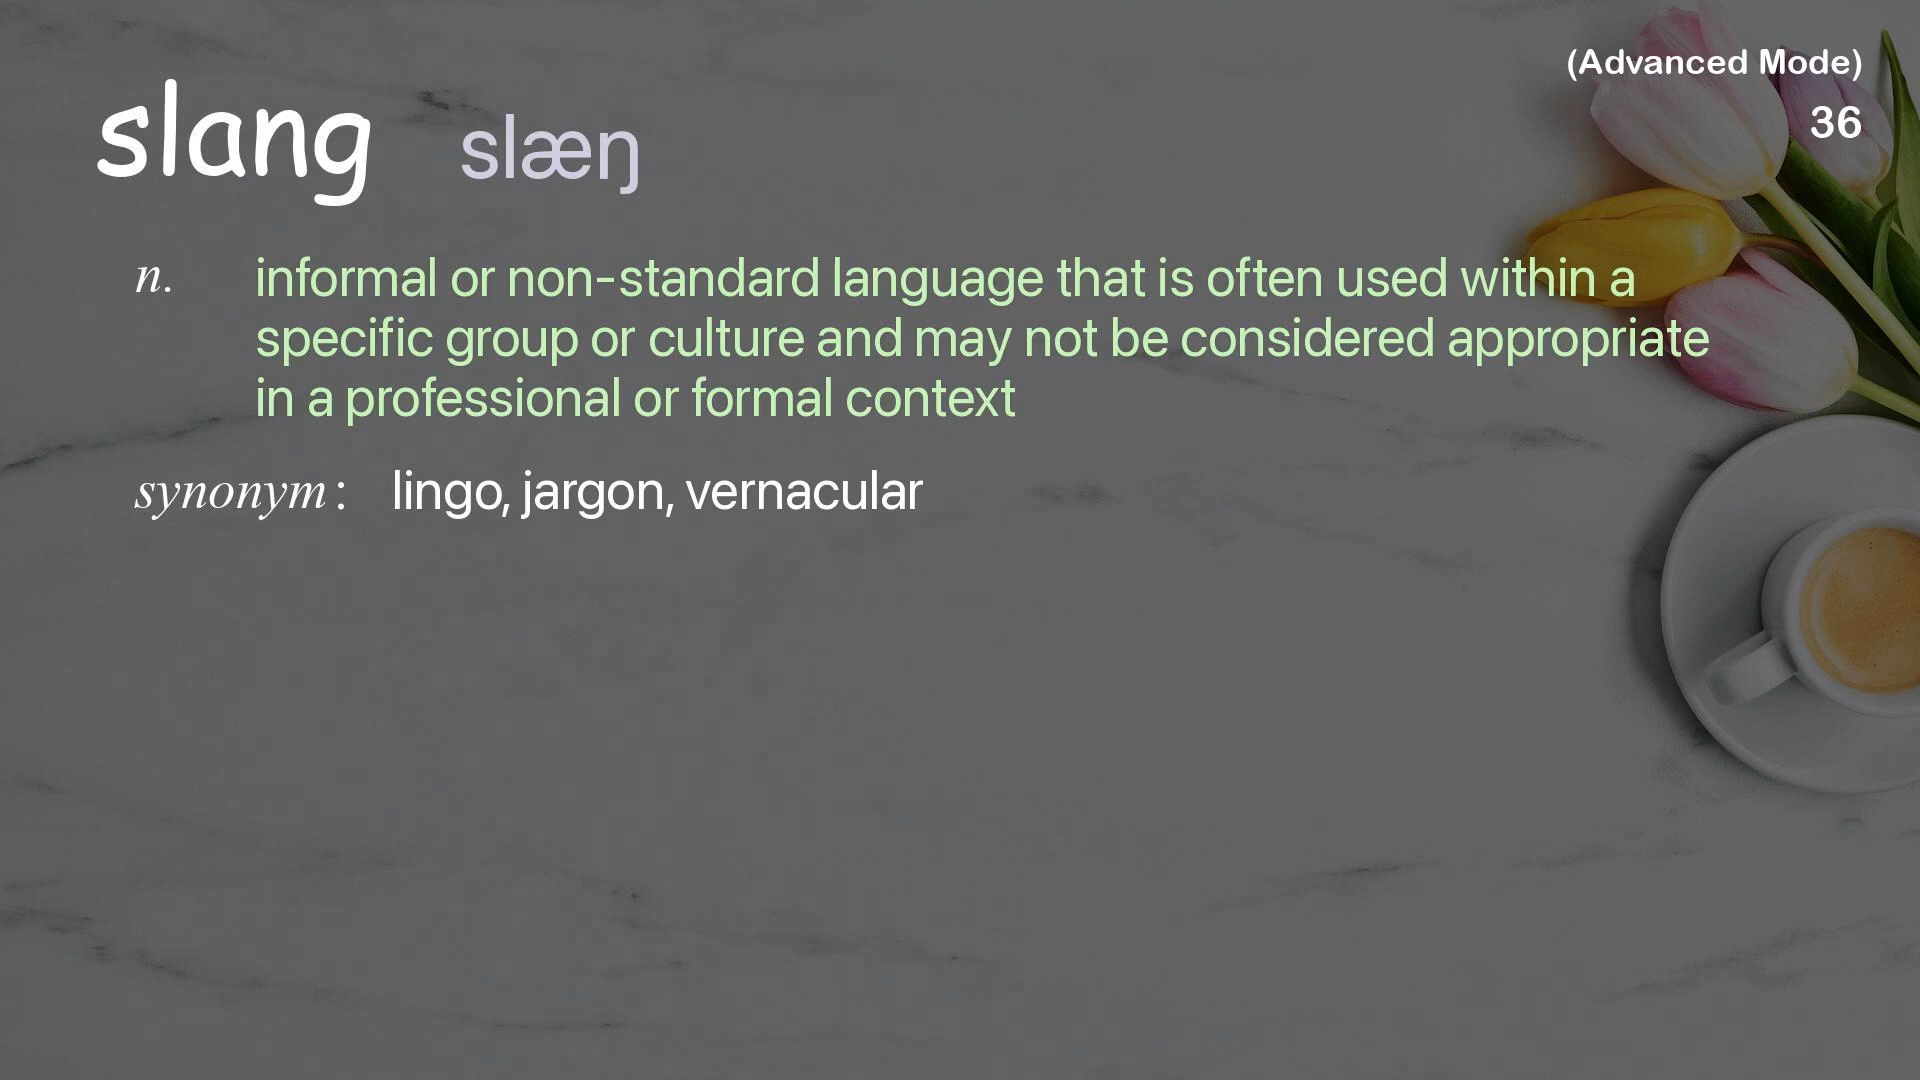 (Advanced Mode)
36
slang slæŋ
n. informal or non-standard language that is often used within a
specific group or culture and may not be considered appropriate
in a professional or formal context
synonym: lingo, jargon, vernacular